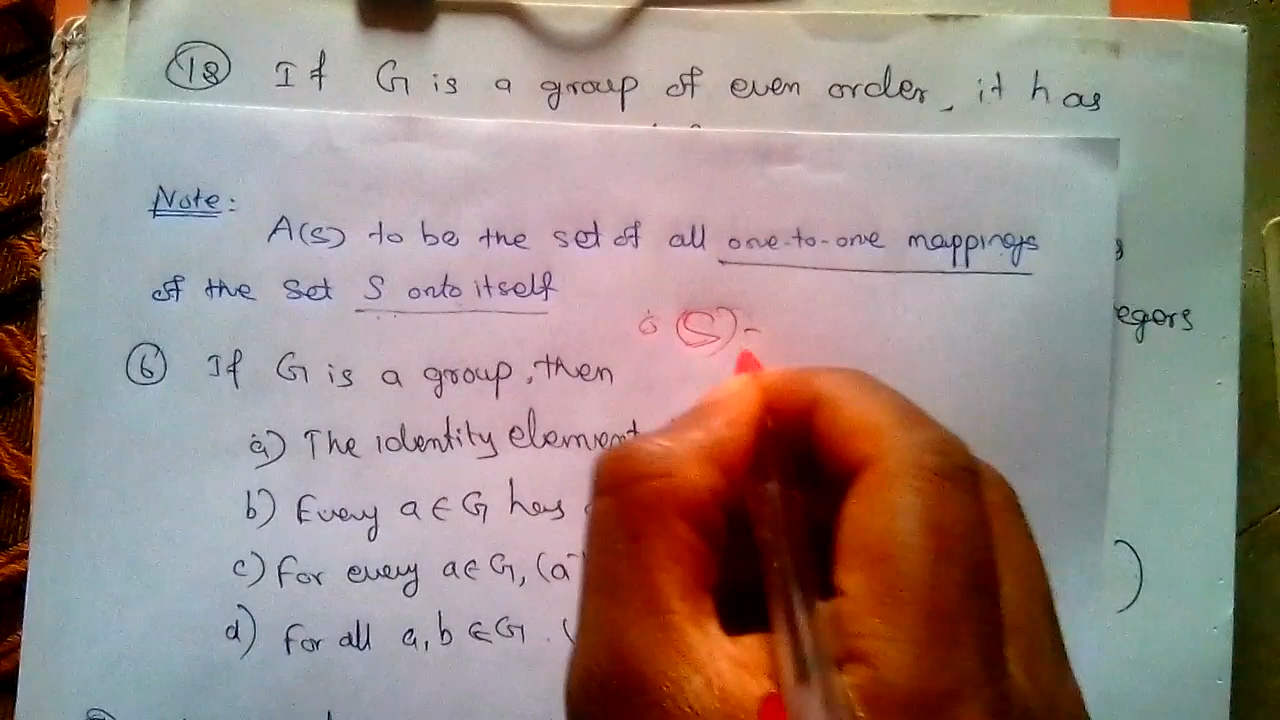 18 If G is a group of even order, it has
Note:
A(S) to be the set of all one-to-one mappings
of the set S onto itself
egers
o(S)=
6 If G is a group, then
a) The identity element
b) Every a ∈ G has
c) For every a ∈ G, (a⁻
d) For all a, b ∈ G. (
)